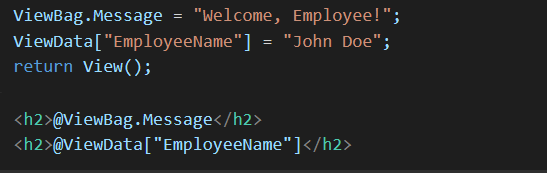 ViewBag.Message = "Welcome, Employee!";
ViewData["EmployeeName"] = "John Doe";
return View();
<h2>@ViewBag.Message</h2>
<h2>@ViewData["EmployeeName"]</h2>